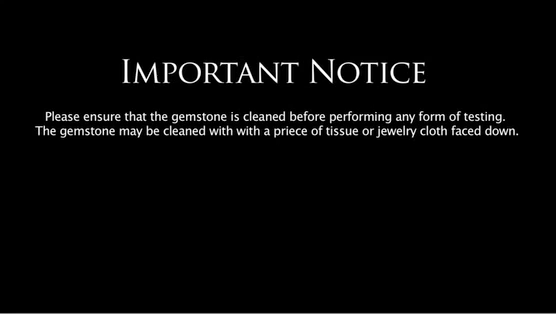 IMPORTANT NOTICE
Please ensure that the gemstone is cleaned before performing any form of testing.
The gemstone may be cleaned with with a priece of tissue or jewelry cloth faced down.